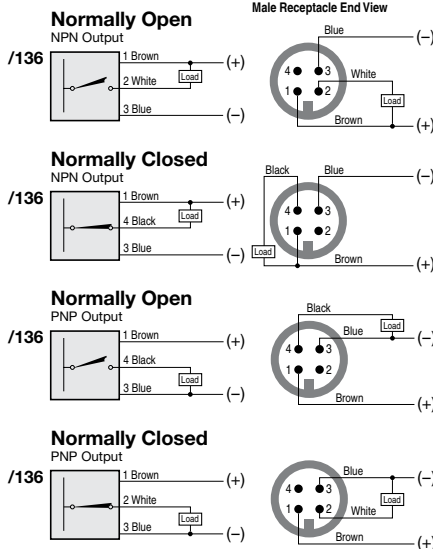 Male Receptacle End View
Normally Open
NPN Output
/136
1 Brown
(+)
Load
2 White
3 Blue
(–)
Blue
(–)
4 3
White
1 2
Load
Brown
(+)
Normally Closed
NPN Output
/136
1 Brown
(+)
Load
4 Black
3 Blue
(–)
Black
Blue
(–)
4 3
1 2
Load
Brown
(+)
Normally Open
PNP Output
/136
1 Brown
(+)
4 Black
Load
3 Blue
(–)
Black
Load
Blue
(–)
4 3
1 2
Brown
(+)
Normally Closed
PNP Output
/136
1 Brown
(+)
2 White
Load
3 Blue
(–)
Blue
(–)
4 3
Load
1 2
White
Brown
(+)